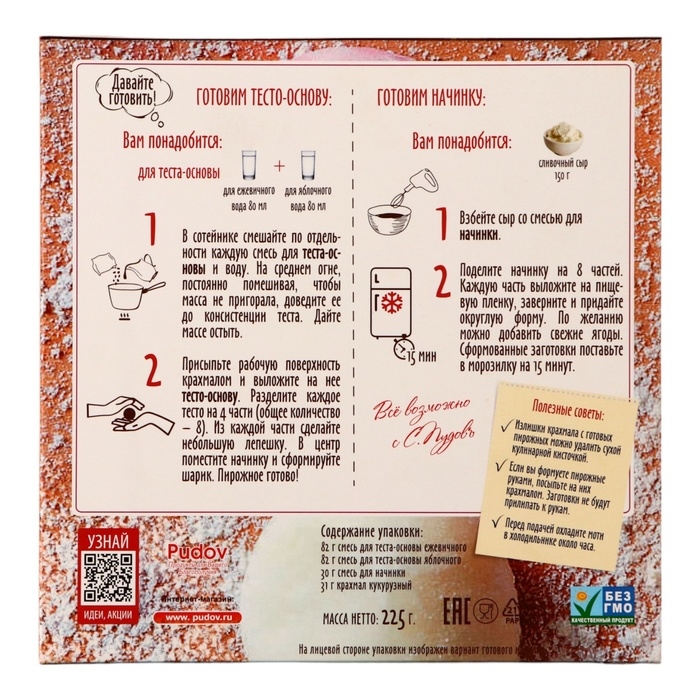 Давайте
готовить!
ГОТОВИМ ТЕСТО-ОСНОВУ:
Вам понадобится:
для теста-основы
+
для ежевичного
вода 80 мл
для яблочного
вода 80 мл
1
В сотейнике смешайте по отдель-
ности каждую смесь для теста-ос-
новы и воду. На среднем огне,
постоянно помешивая, чтобы
масса не пригорала, доведите ее
до консистенции теста. Дайте
массе остыть.
2
Присыпьте рабочую поверхность
крахмалом и выложите на нее
тесто-основу. Разделите каждое
тесто на 4 части (общее количество
– 8). Из каждой части сделайте
небольшую лепешку. В центр
поместите начинку и сформируйте
шарик. Пирожное готово!
ГОТОВИМ НАЧИНКУ:
Вам понадобится:
сливочный сыр
150 г
1
Взбейте сыр со смесью для
начинки.
2
Поделите начинку на 8 частей.
Каждую часть выложите на пище-
вую пленку, заверните и придайте
округлую форму. По желанию
можно добавить свежие ягоды.
Сформованные заготовки поставьте
в морозилку на 15 минут.
15 мин
Всё возможно
с С.Пудовъ
Полезные советы:
✓ Излишки крахмала с готовых
пирожных можно удалить сухой
кулинарной кисточкой.
✓ Если вы формуете пирожные
руками, посыпьте на них
крахмалом. Заготовки не будут
прилипать к рукам.
✓ Перед подачей охладите моти
в холодильнике около часа.
УЗНАЙ
ИДЕИ, АКЦИИ
Pudov
Интернет-магазин:
www.pudov.ru
Содержание упаковки:
82 г смесь для теста-основы ежевичного
82 г смесь для теста-основы яблочного
30 г смесь для начинки
31 г крахмал кукурузный
МАССА НЕТТО: 225 г
EAC
21
PAP
БЕЗ
ГМО
КАЧЕСТВЕННЫЙ ПРОДУКТ
На лицевой стороне упаковки изображен вариант готового